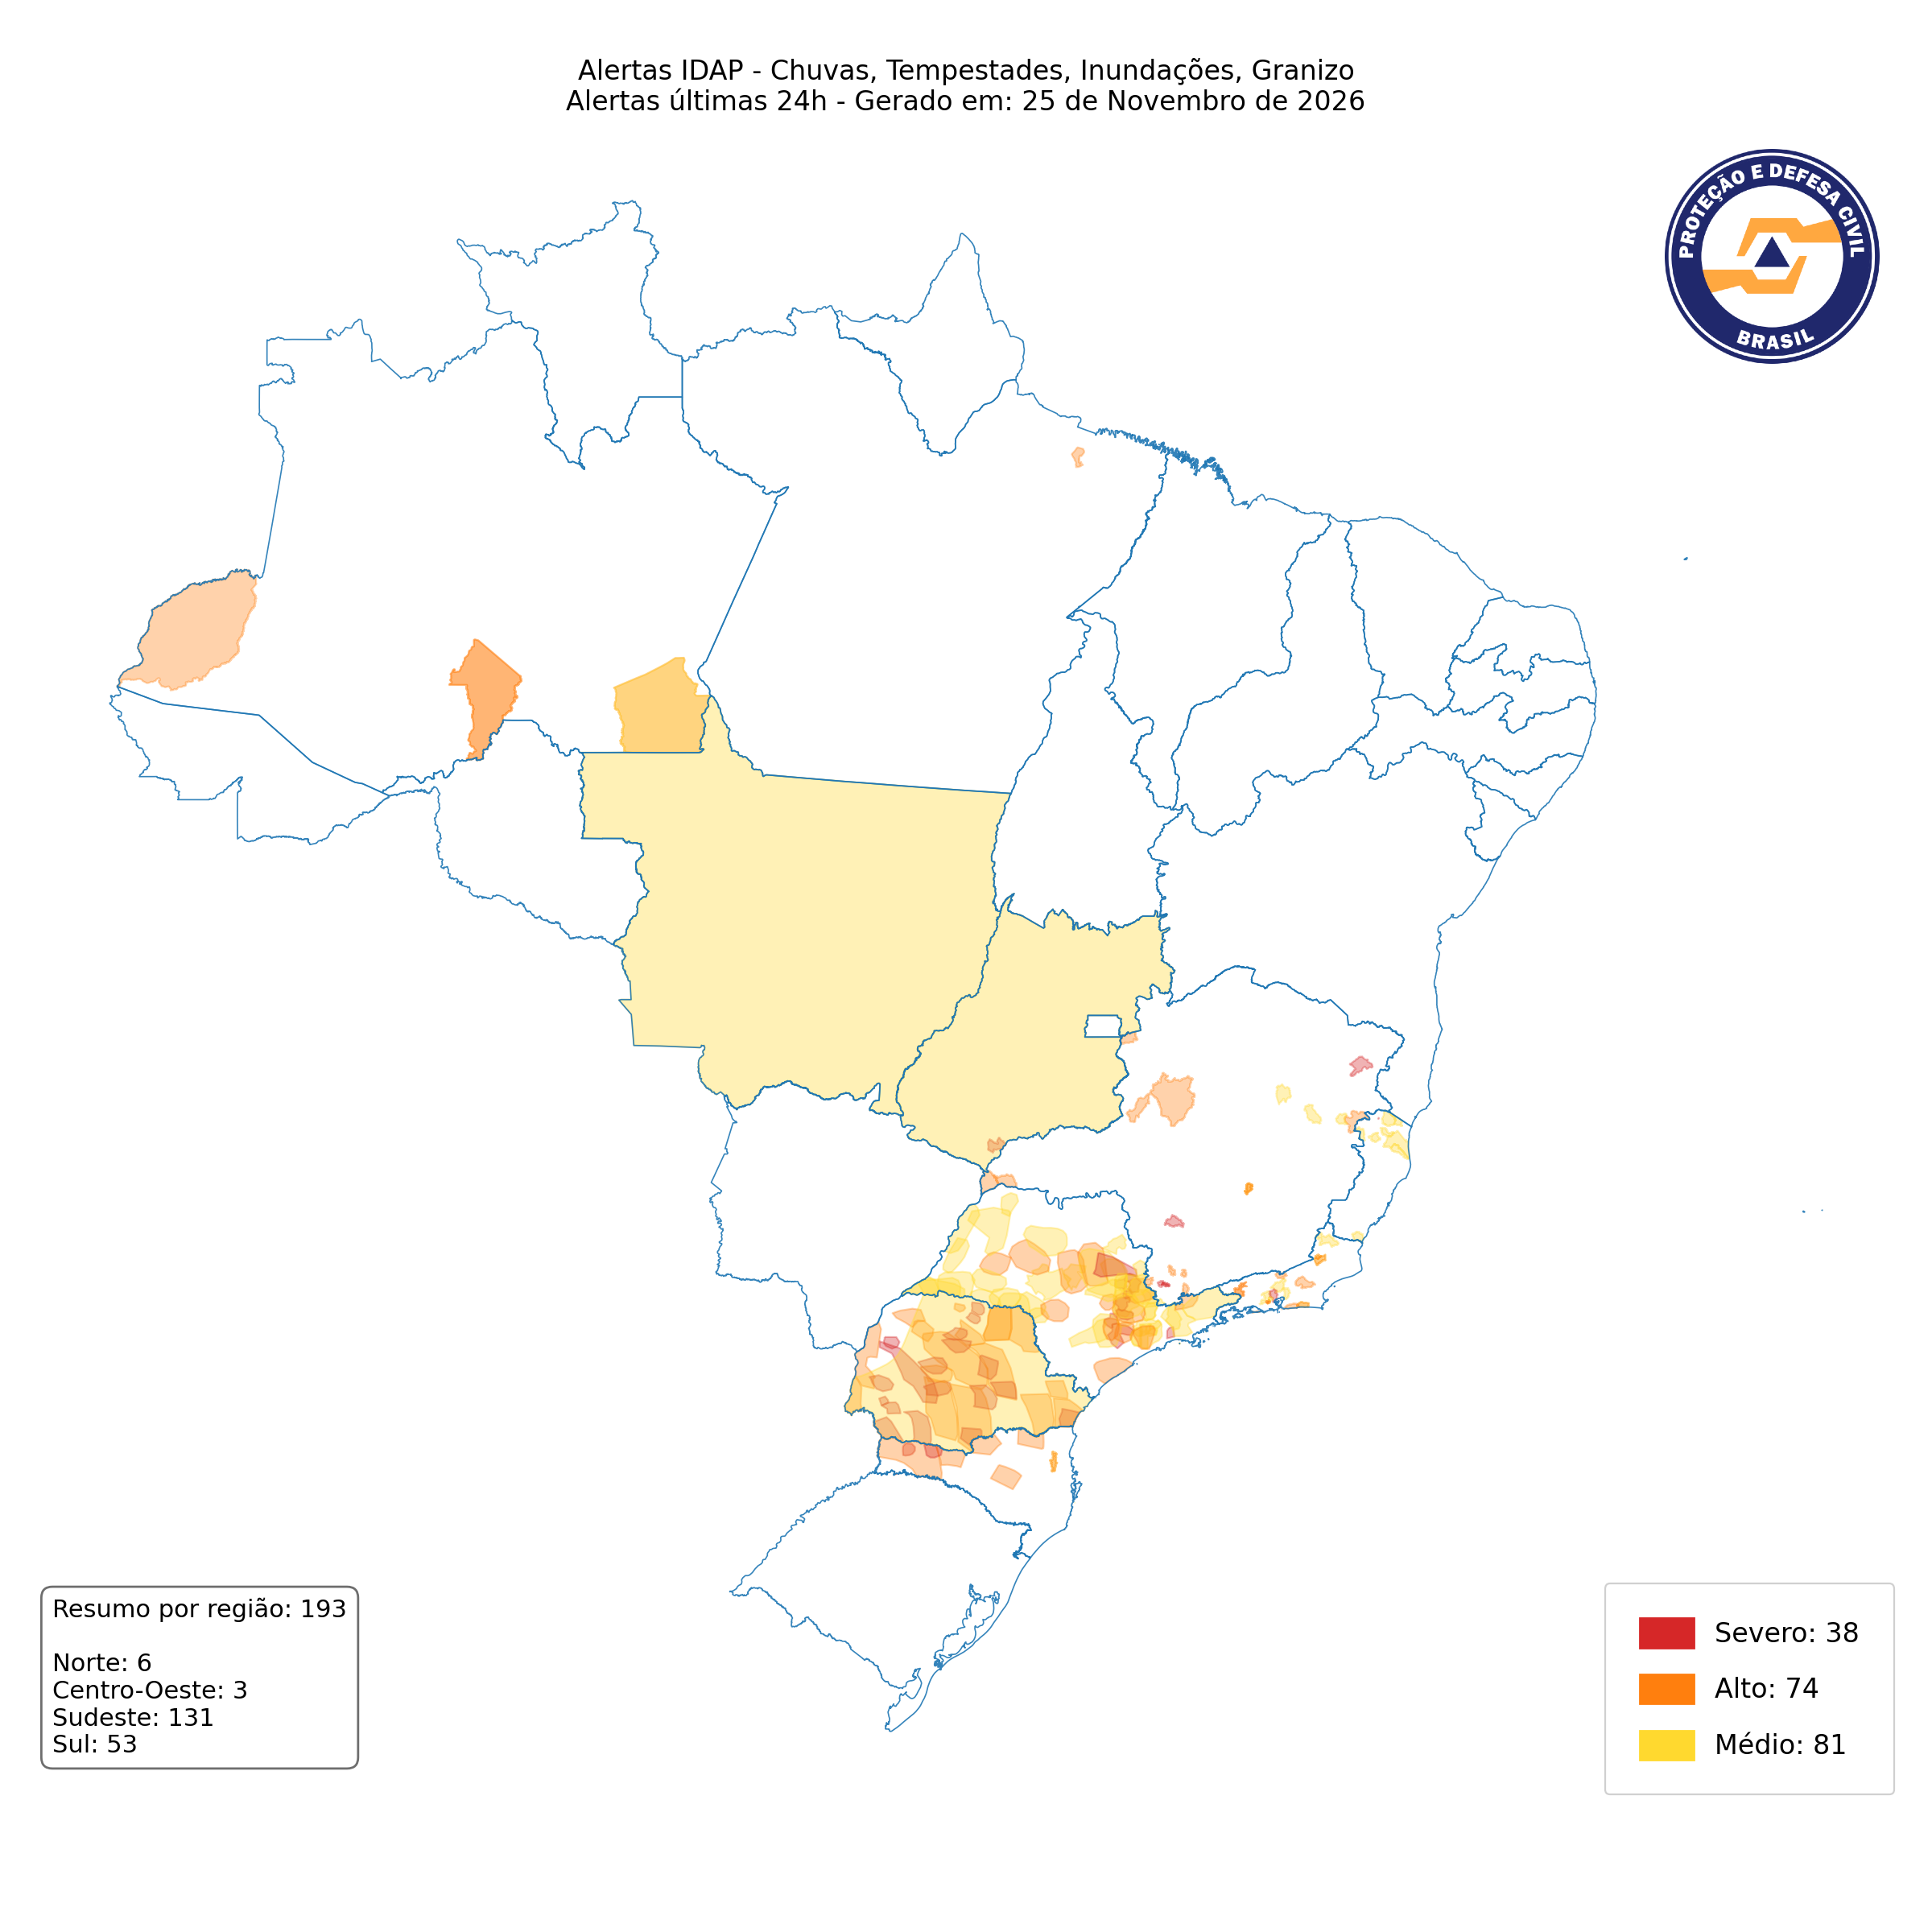 Alertas IDAP - Chuvas, Tempestades, Inundações, Granizo
Alertas últimas 24h - Gerado em: 25 de Novembro de 2026
PROTEÇÃO E DEFESA CIVIL
BRASIL
Resumo por região: 193
Norte: 6
Centro-Oeste: 3
Sudeste: 131
Sul: 53
Severo: 38
Alto: 74
Médio: 81